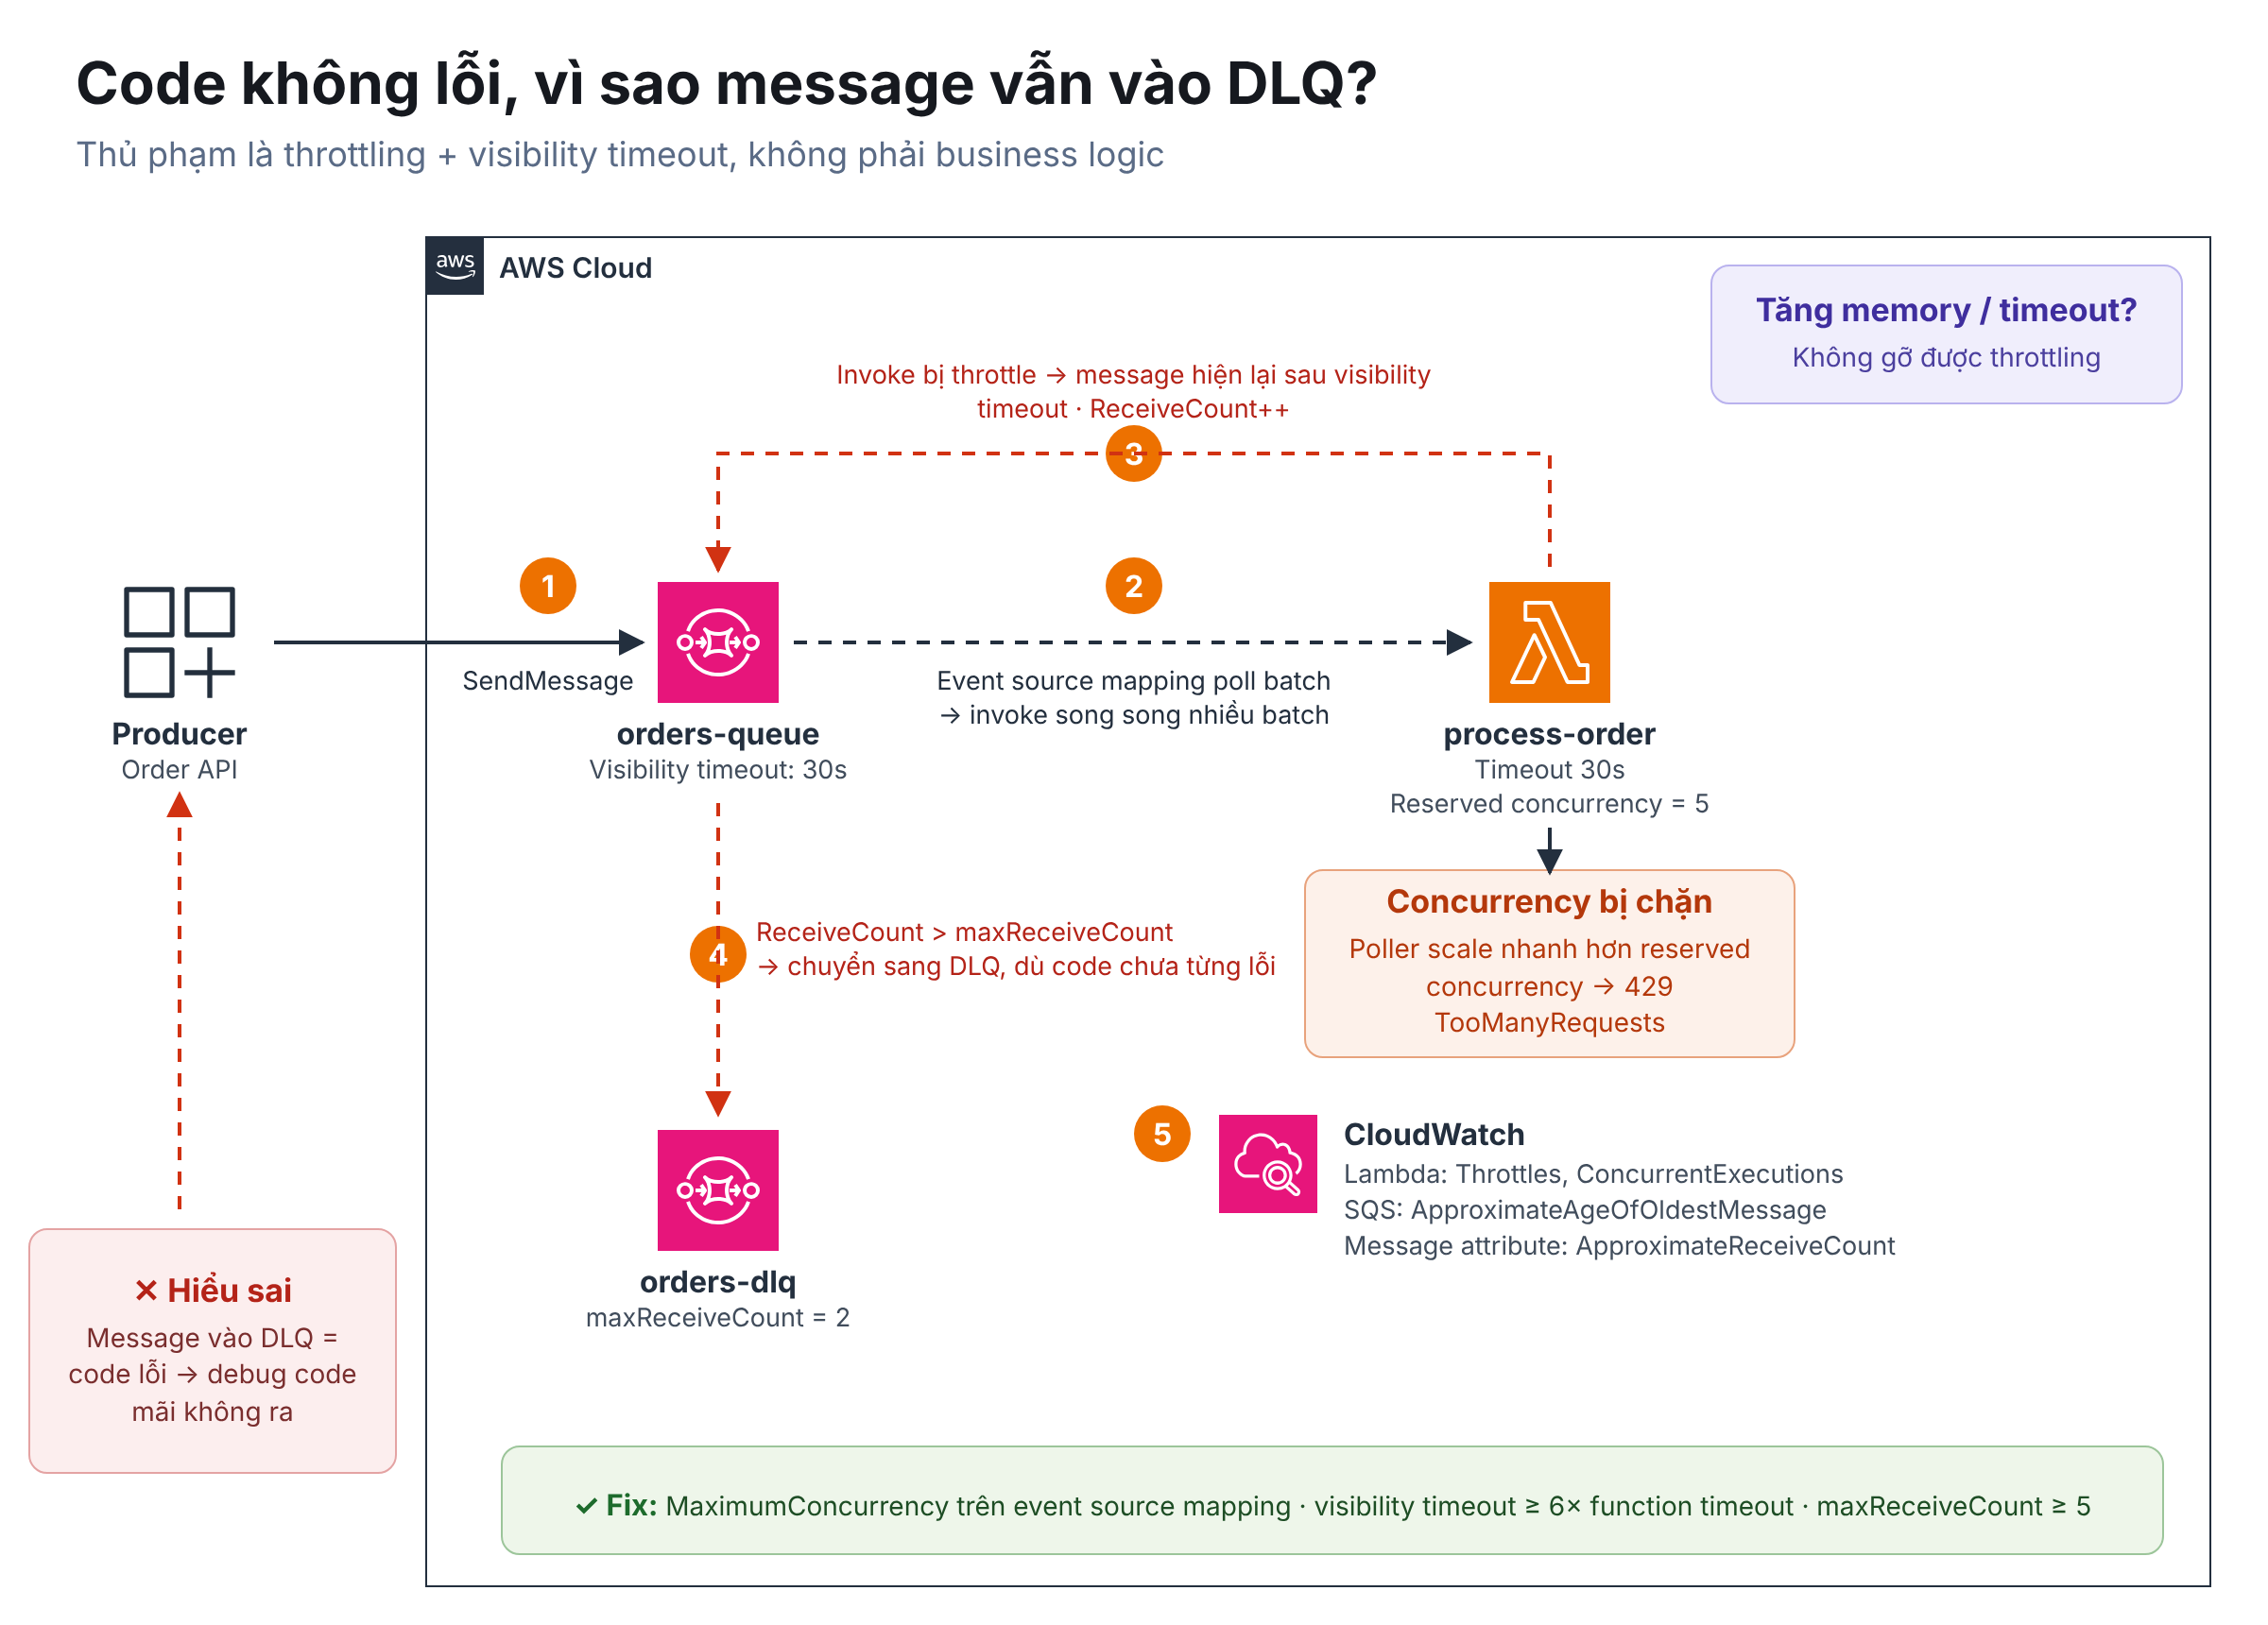 Code không lỗi, vì sao message vẫn vào DLQ?
Thủ phạm là throttling + visibility timeout, không phải business logic
aws
AWS Cloud
Tăng memory / timeout?
Không gỡ được throttling
Invoke bị throttle → message hiện lại sau visibility
timeout · ReceiveCount++
3
1
2
SendMessage
Event source mapping poll batch
→ invoke song song nhiều batch
Producer
Order API
orders-queue
Visibility timeout: 30s
process-order
Timeout 30s
Reserved concurrency = 5
4
ReceiveCount > maxReceiveCount
→ chuyển sang DLQ, dù code chưa từng lỗi
Concurrency bị chặn
Poller scale nhanh hơn reserved
concurrency → 429
TooManyRequests
5
CloudWatch
Lambda: Throttles, ConcurrentExecutions
SQS: ApproximateAgeOfOldestMessage
Message attribute: ApproximateReceiveCount
orders-dlq
maxReceiveCount = 2
✕ Hiểu sai
Message vào DLQ =
code lỗi → debug code
mãi không ra
✓ Fix: MaximumConcurrency trên event source mapping · visibility timeout ≥ 6× function timeout · maxReceiveCount ≥ 5